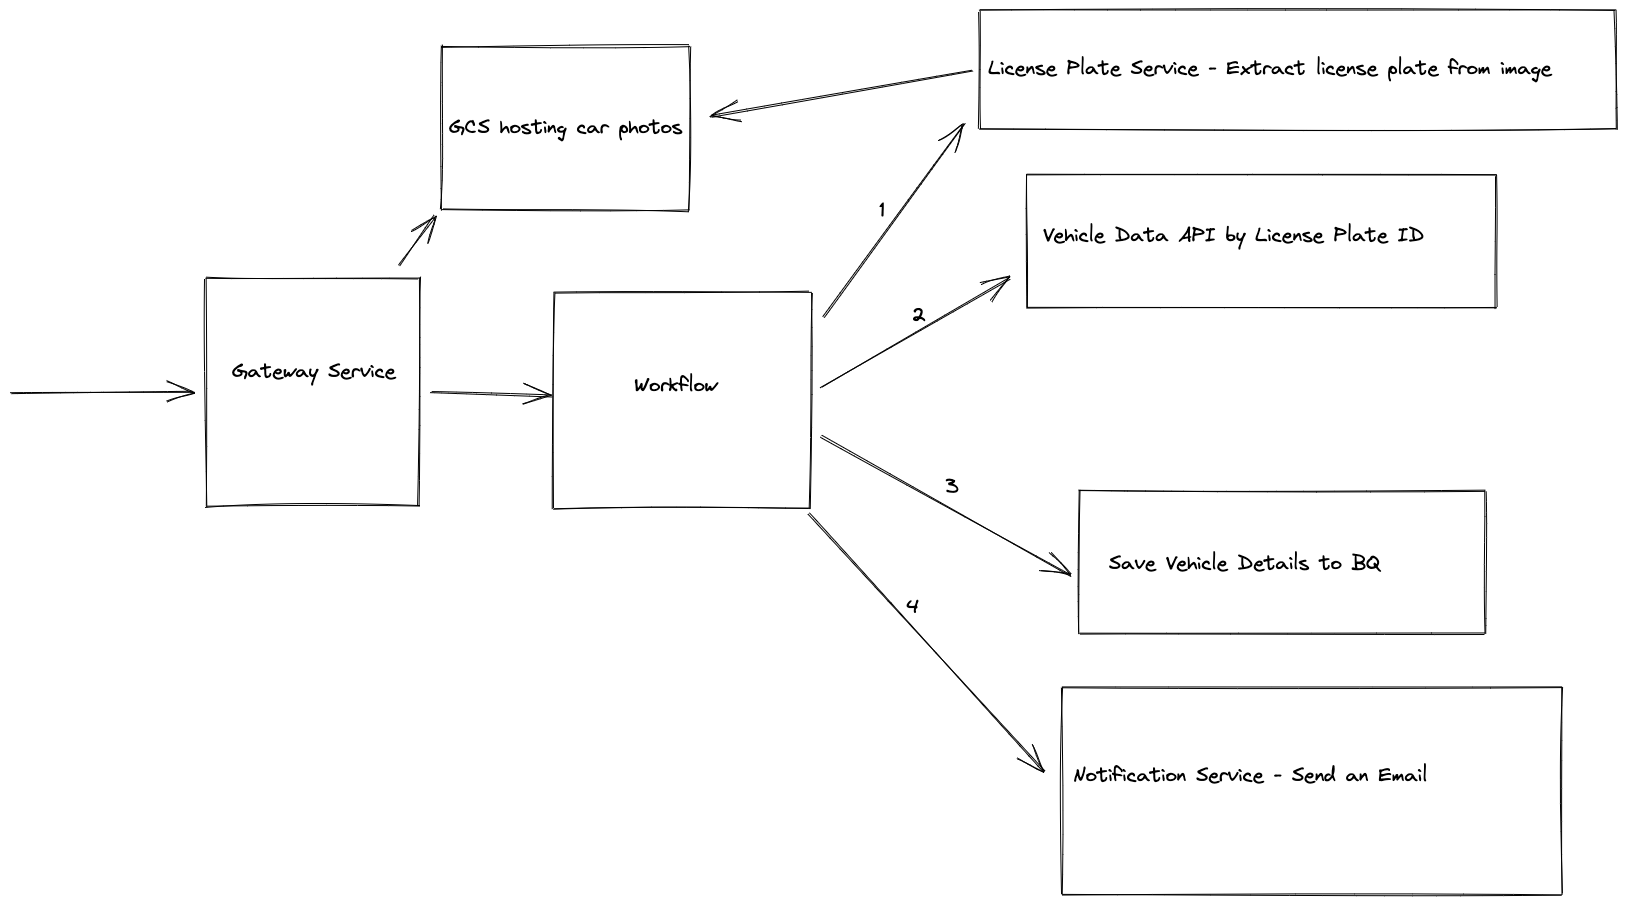 License Plate Service - Extract license plate from image
GCS hosting car photos
1
Vehicle Data API by License Plate ID
2
Gateway Service
Workflow
3
Save Vehicle Details to BQ
4
Notification Service - Send an Email